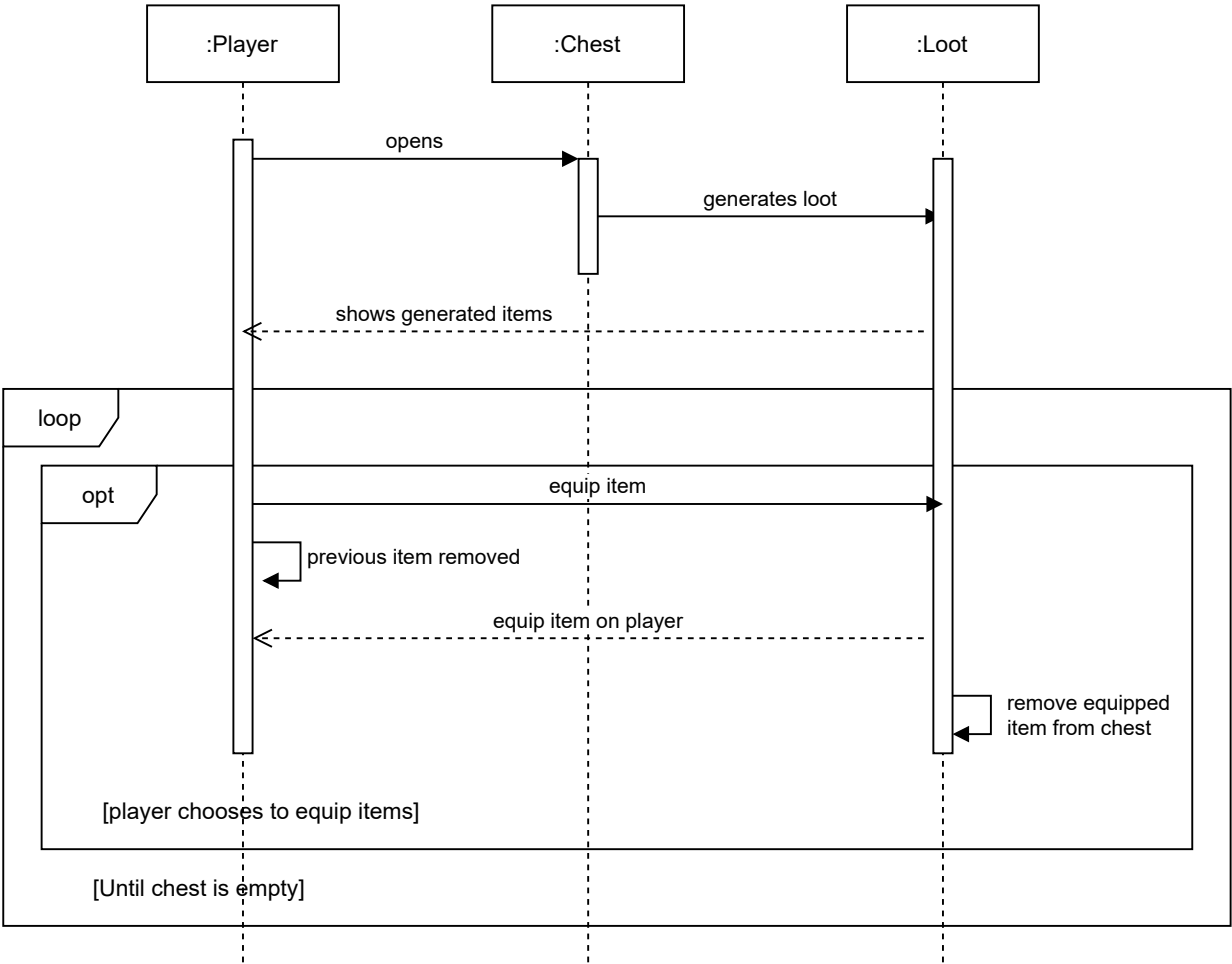 :Player
:Chest
:Loot
opens
generates loot
shows generated items
loop
opt
equip item
previous item removed
equip item on player
remove equipped
item from chest
[player chooses to equip items]
[Until chest is empty]